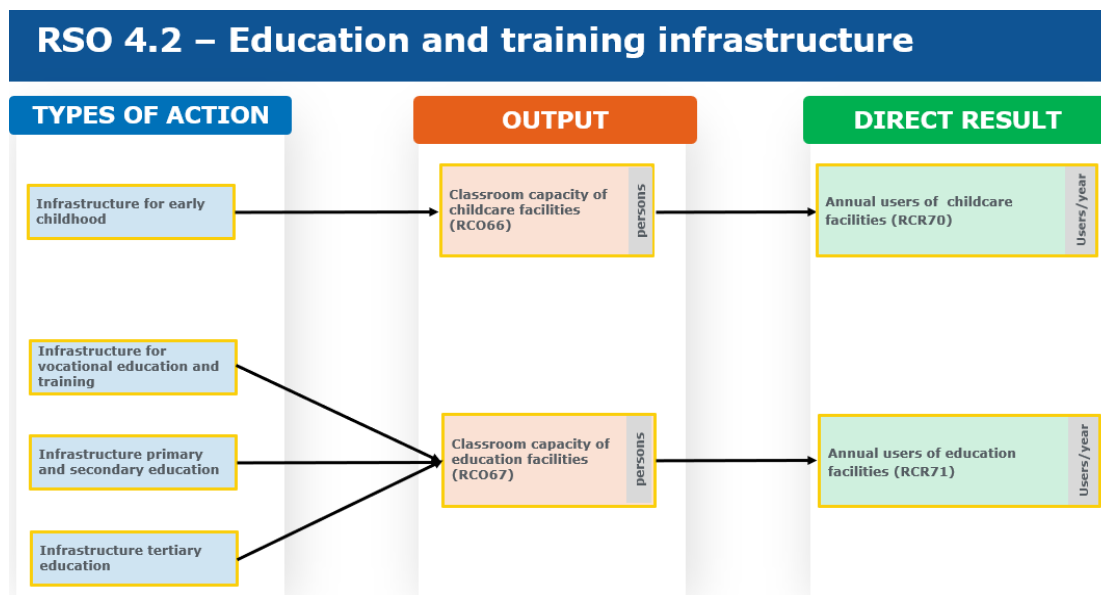 RSO 4.2 – Education and training infrastructure
TYPES OF ACTION
OUTPUT
DIRECT RESULT
Infrastructure for early
childhood
Classroom capacity of
childcare facilities
(RCO66)
persons
Annual users of  childcare
facilities (RCR70)
Users/year
Infrastructure for
vocational education and
training
Infrastructure primary
and secondary education
Infrastructure tertiary
education
Classroom capacity of
education facilities
(RCO67)
persons
Annual users of education
facilities (RCR71)
Users/year